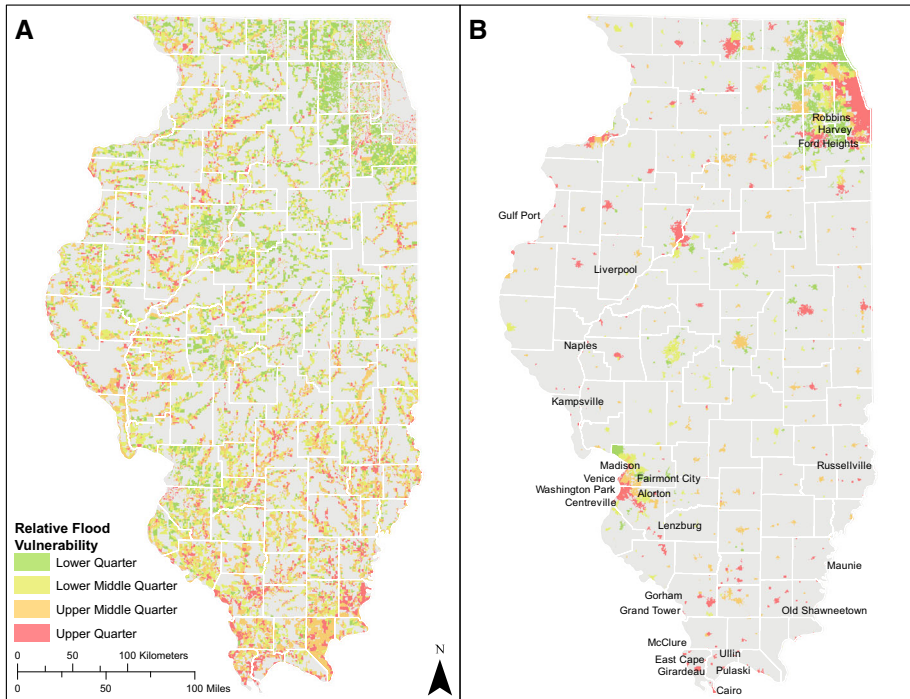 A
Relative Flood
Vulnerability
Lower Quarter
Lower Middle Quarter
Upper Middle Quarter
Upper Quarter
0 50 100 Kilometers
0 50 100 Miles
N
B
Robbins
Harvey
Ford Heights
Gulf Port
Liverpool
Naples
Kampsville
Madison
Venice
Fairmont City
Washington Park
Alorton
Centreville
Russellville
Lenzburg
Maunie
Gorham
Grand Tower
Old Shawneetown
McClure
Ullin
East Cape
Girardeau
Pulaski
Cairo